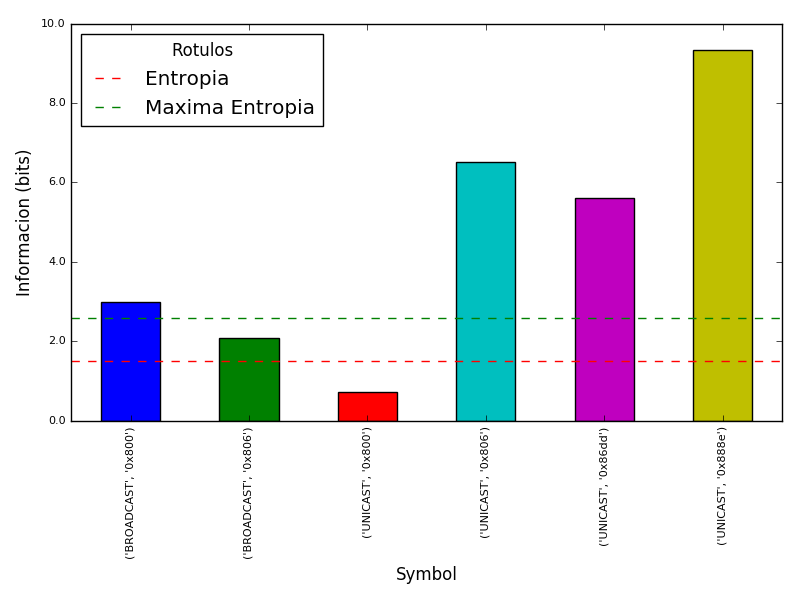 10.0
8.0
6.0
4.0
2.0
0.0
Informacion (bits)
Rotulos
Entropia
Maxima Entropia
('BROADCAST', '0x800')
('BROADCAST', '0x806')
('UNICAST', '0x800')
('UNICAST', '0x806')
('UNICAST', '0x86dd')
('UNICAST', '0x888e')
Symbol